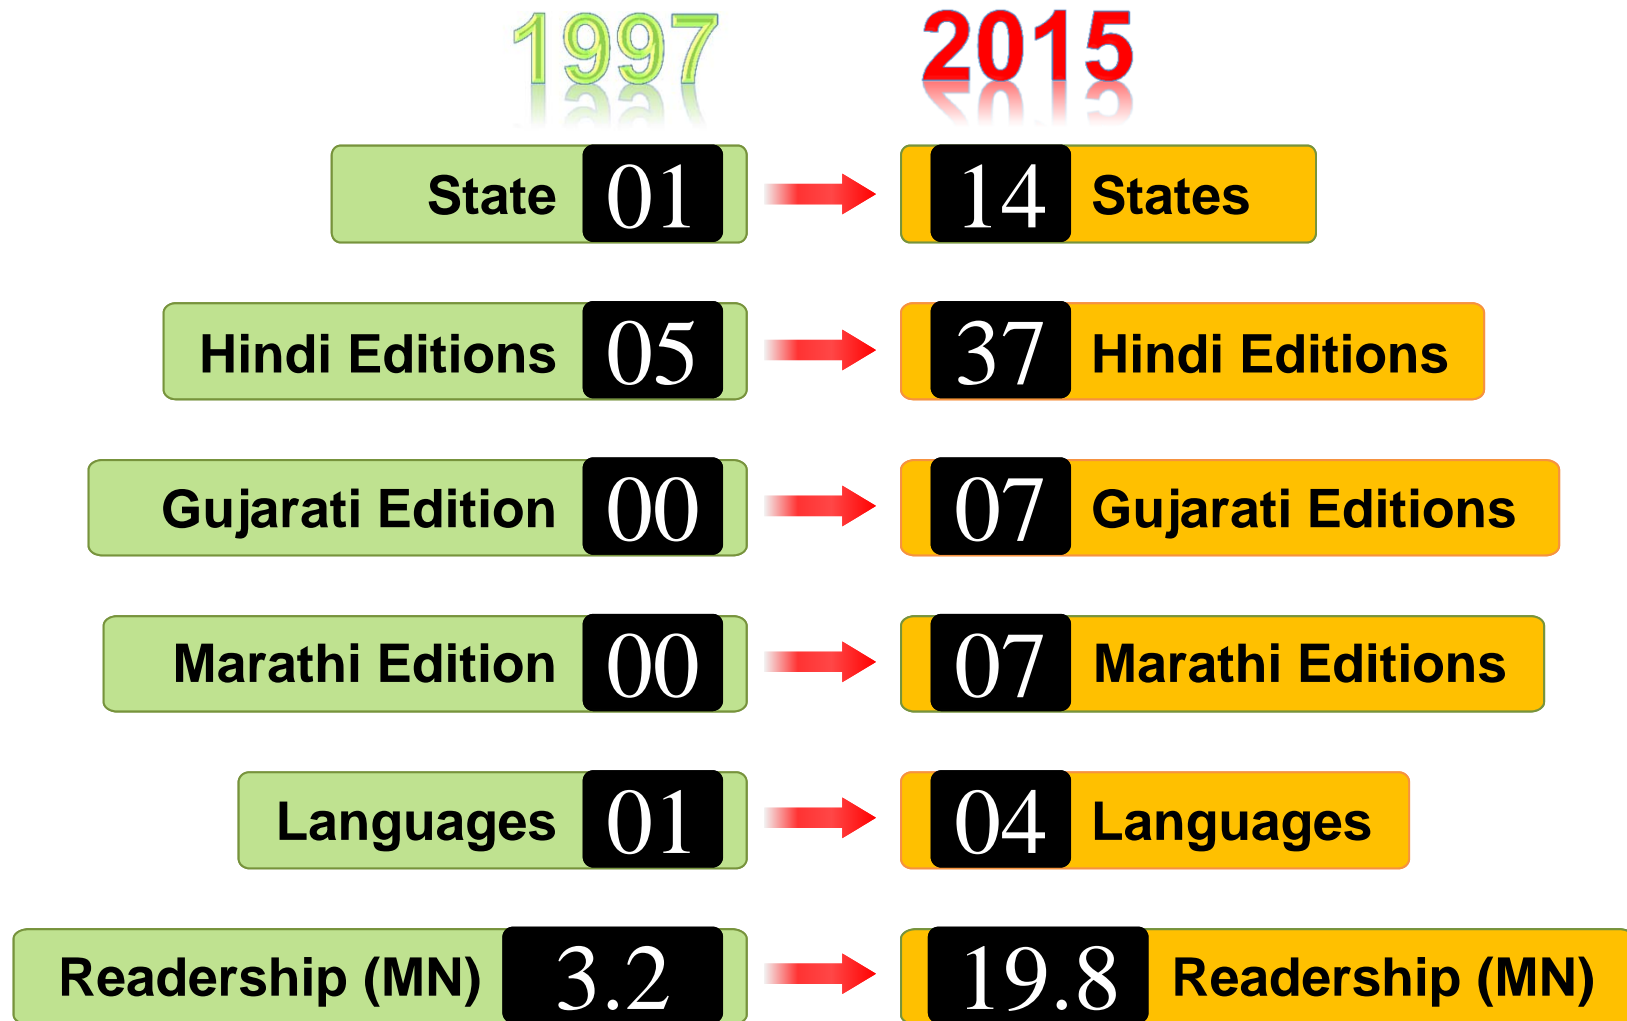 1997 2015
State 01 14 States
Hindi Editions 05 37 Hindi Editions
Gujarati Edition 00 07 Gujarati Editions
Marathi Edition 00 07 Marathi Editions
Languages 01 04 Languages
Readership (MN) 3.2 19.8 Readership (MN)